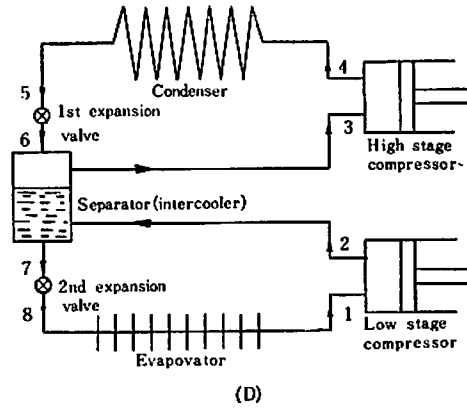 Condenser
4
5
1st expansion
valve
6
3
High stage
compressor-
Separator(intercooler)
2
7
2nd expansion
valve
8
1
Low stage
compressor
Evapovator
(D)